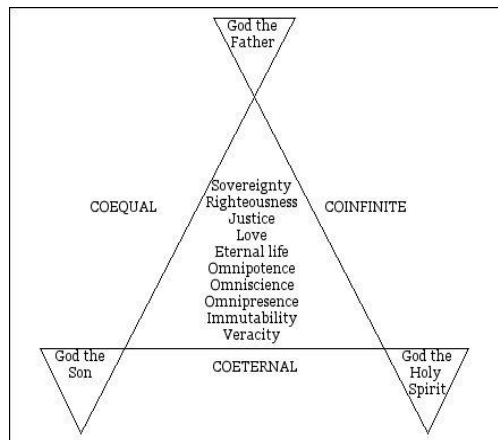 God the
Father
COEQUAL
COINFINITE
Sovereignty
Righteousness
Justice
Love
Eternal life
Omnipotence
Omniscience
Omnipresence
Immutability
Veracity
God the
Son
COETERNAL
God the
Holy
Spirit